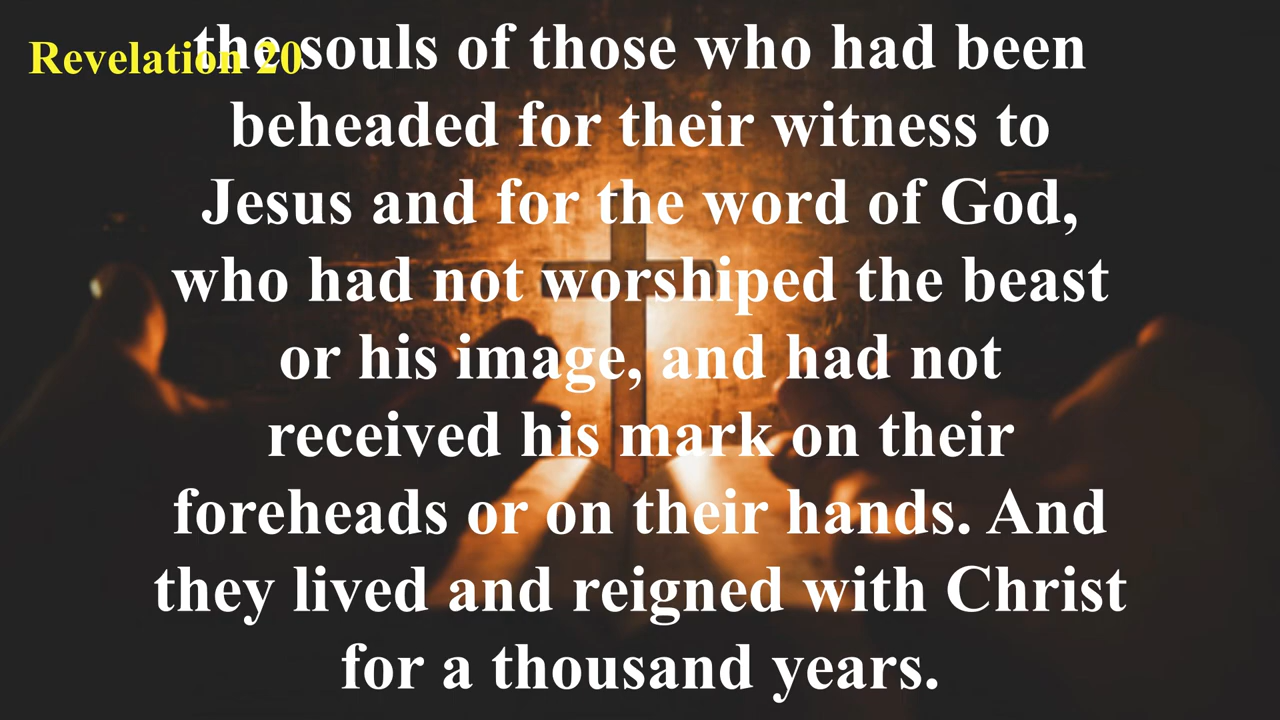 Revelation 20
the souls of those who had been
beheaded for their witness to
Jesus and for the word of God,
who had not worshiped the beast
or his image, and had not
received his mark on their
foreheads or on their hands. And
they lived and reigned with Christ
for a thousand years.